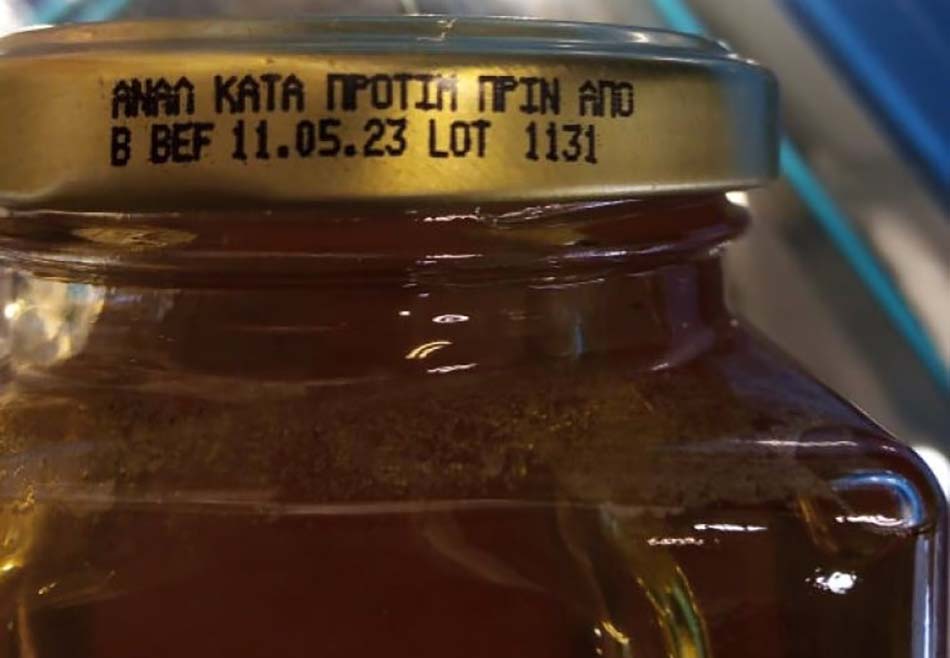 ΑΝΑΛ ΚΑΤΑ ΠΡΟΤΙΜ ΠΡΙΝ ΑΠΟ
B BEF 11.05.23 LOT 1131